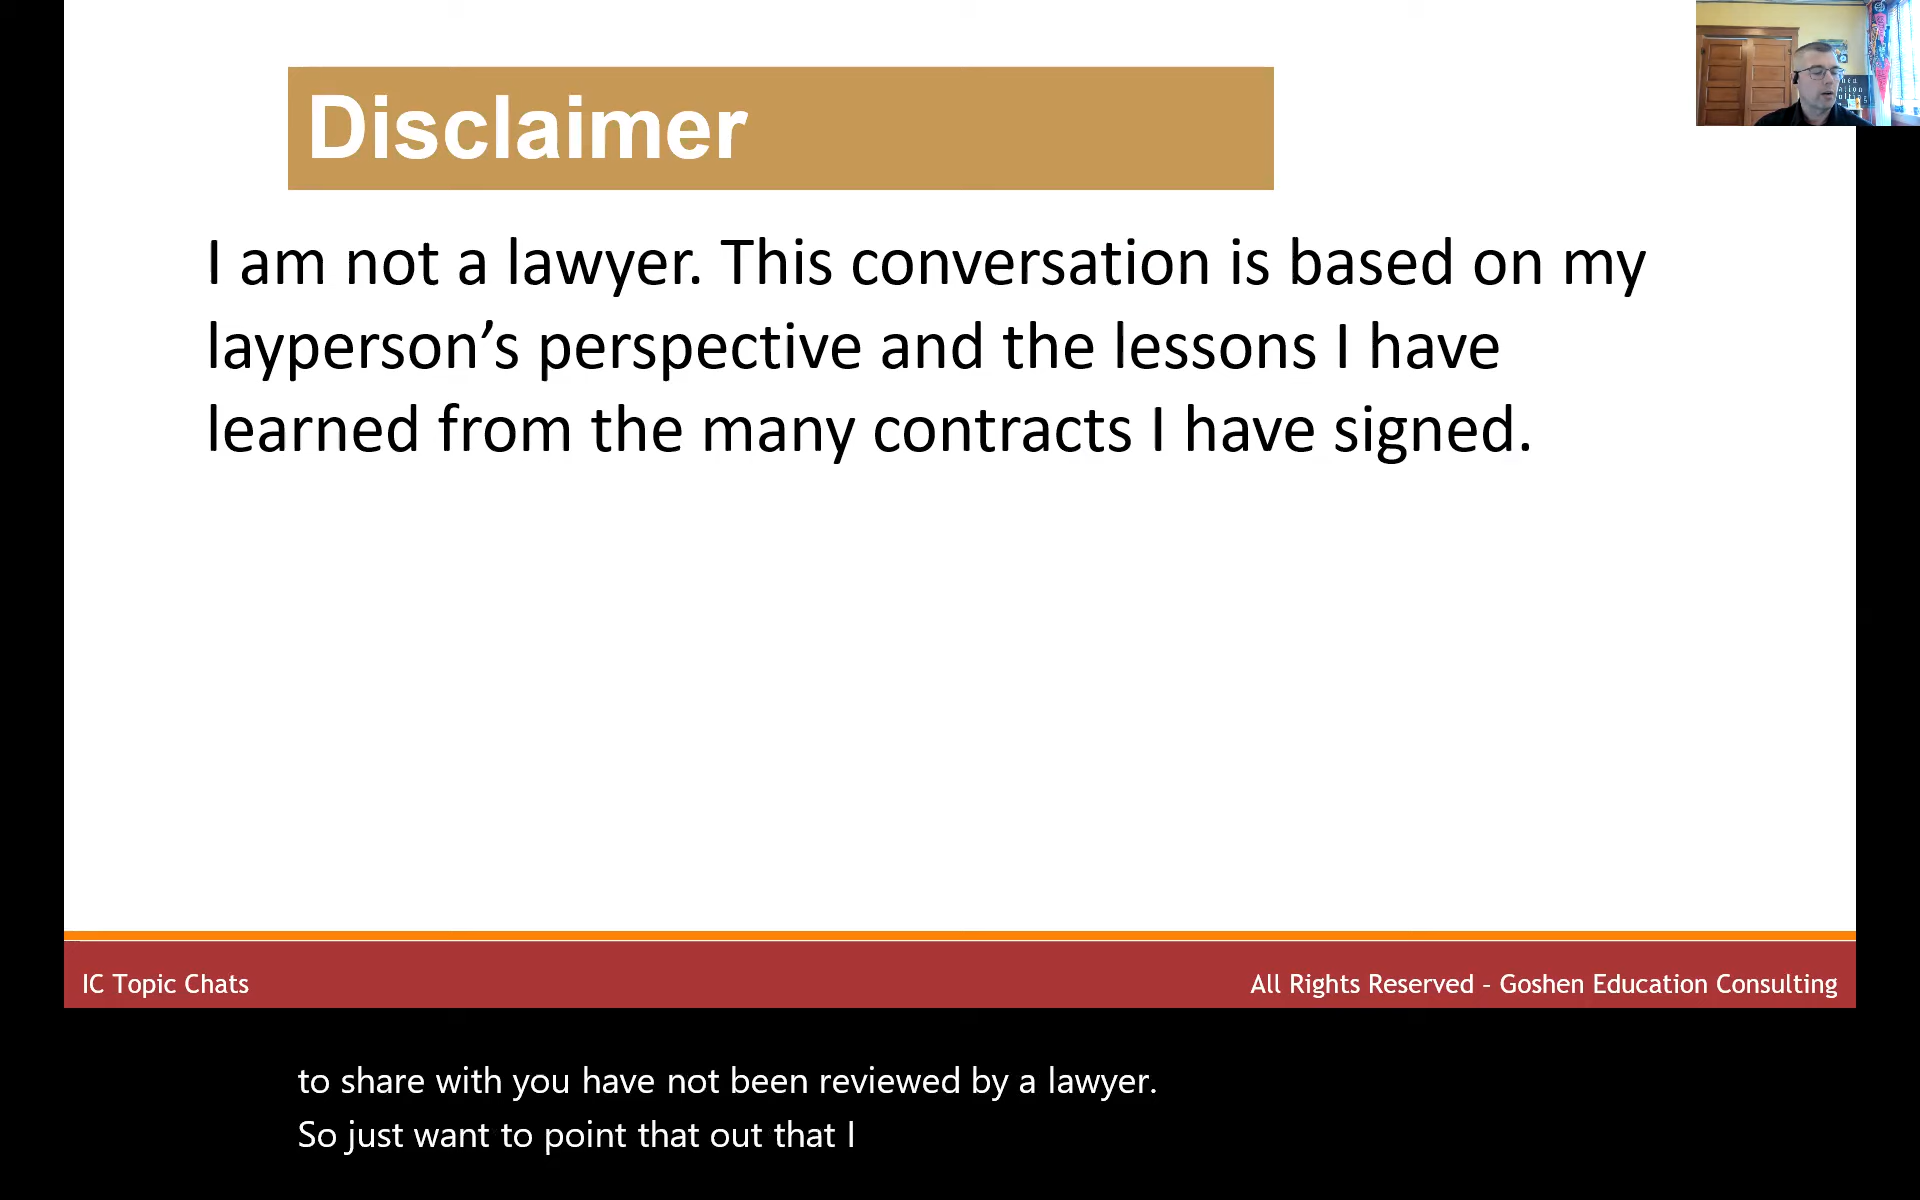 Disclaimer
I am not a lawyer. This conversation is based on my
layperson’s perspective and the lessons I have
learned from the many contracts I have signed.
IC Topic Chats
All Rights Reserved - Goshen Education Consulting
to share with you have not been reviewed by a lawyer.
So just want to point that out that I